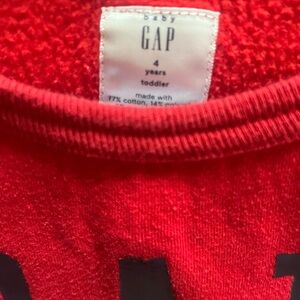 baby
GAP
4
years
toddler
made with
77% cotton, 14%